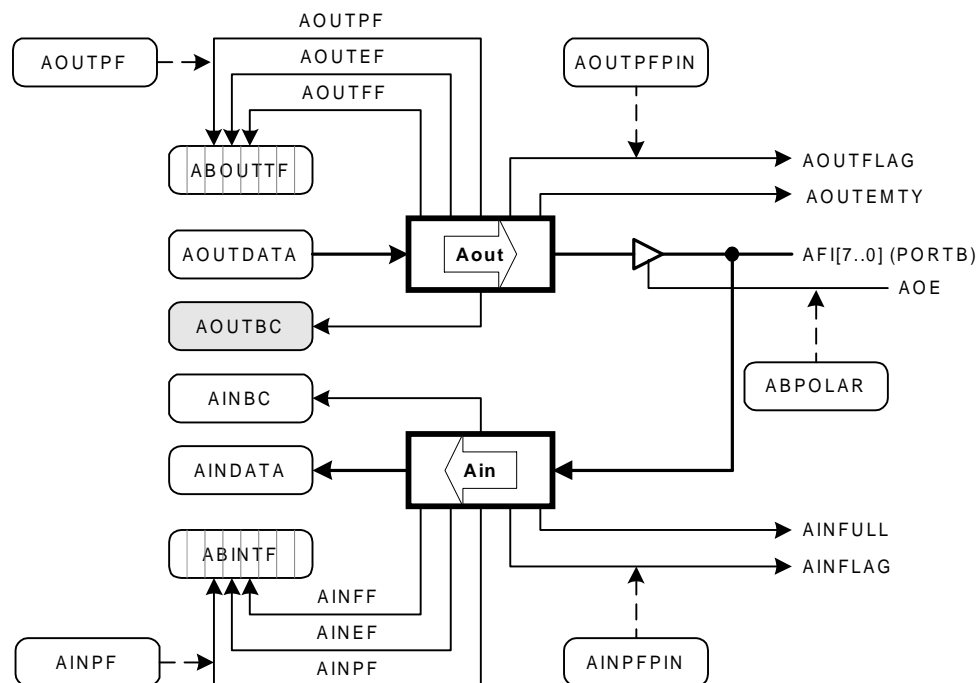 AOUTPF
AOUTPF
AOUTPFPIN
AOUTEF
AOUTFF
ABOUTTF
AOUTFLAG
AOUTEMTY
AOUTDATA
Aout
AFI[7..0] (PORTB)
AOE
AOUTBC
ABPOLAR
AINBC
AINDATA
Ain
AINFULL
ABINTF
AINFLAG
AINFF
AINEF
AINPF
AINPF
AINPFPIN